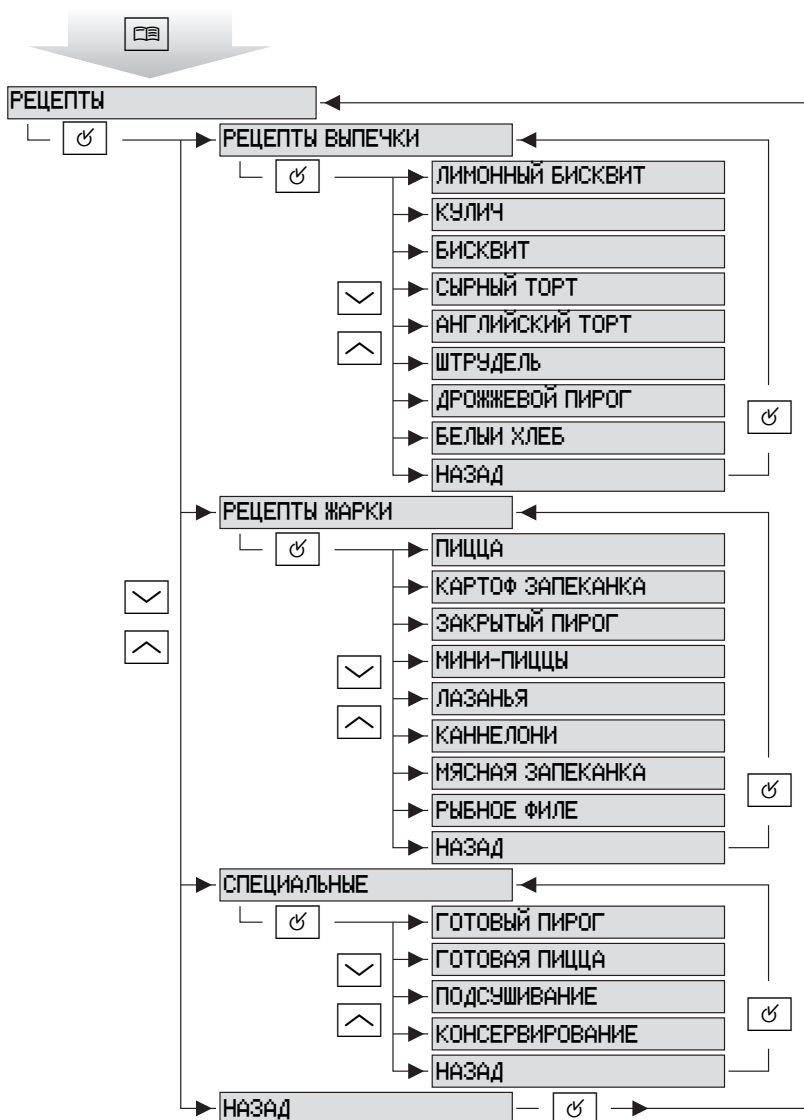 РЕЦЕПТЫ
РЕЦЕПТЫ ВЫПЕЧКИ
ЛИМОННЫЙ БИСКВИТ
КУЛИЧ
БИСКВИТ
СЫРНЫЙ ТОРТ
АНГЛИЙСКИЙ ТОРТ
ШТРУДЕЛЬ
ДРОЖЖЕВОЙ ПИРОГ
БЕЛЫИ ХЛЕБ
НАЗАД
РЕЦЕПТЫ ЖАРКИ
ПИЦЦА
КАРТОФ ЗАПЕКАНКА
ЗАКРЫТЫЙ ПИРОГ
МИНИ-ПИЦЦЫ
ЛАЗАНЬЯ
КАННЕЛОНИ
МЯСНАЯ ЗАПЕКАНКА
РЫБНОЕ ФИЛЕ
НАЗАД
СПЕЦИАЛЬНЫЕ
ГОТОВЫЙ ПИРОГ
ГОТОВАЯ ПИЦЦА
ПОДСУШИВАНИЕ
КОНСЕРВИРОВАНИЕ
НАЗАД
НАЗАД